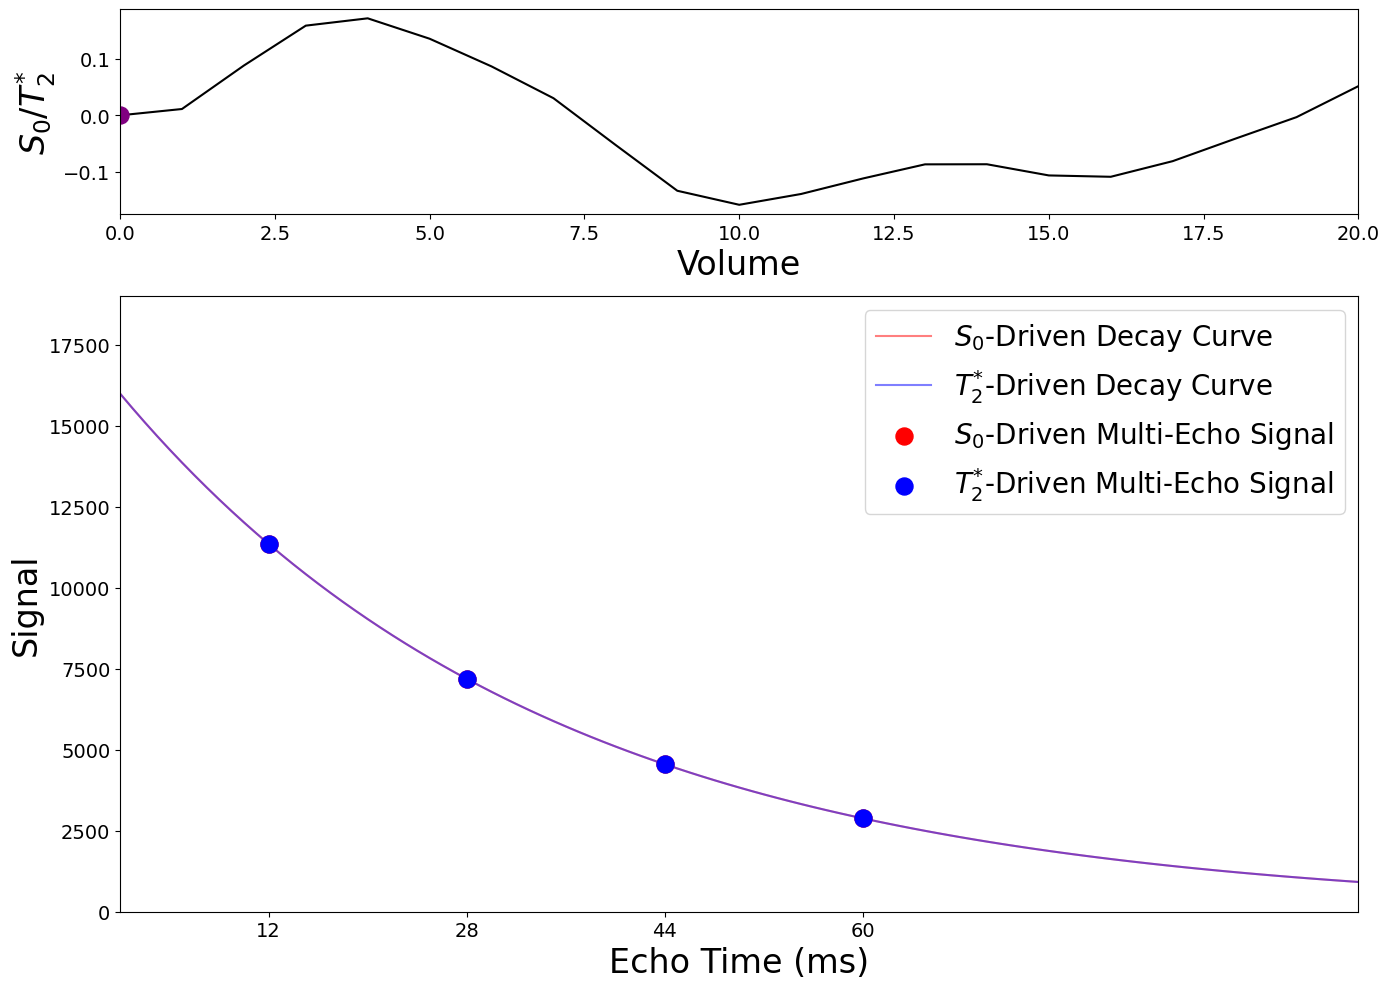 S₀/T₂*
0.1
0.0
−0.1
0.0 2.5 5.0 7.5 10.0 12.5 15.0 17.5 20.0
Volume
Signal
17500
15000
12500
10000
7500
5000
2500
0
S₀-Driven Decay Curve
T₂*-Driven Decay Curve
S₀-Driven Multi-Echo Signal
T₂*-Driven Multi-Echo Signal
12 28 44 60
Echo Time (ms)